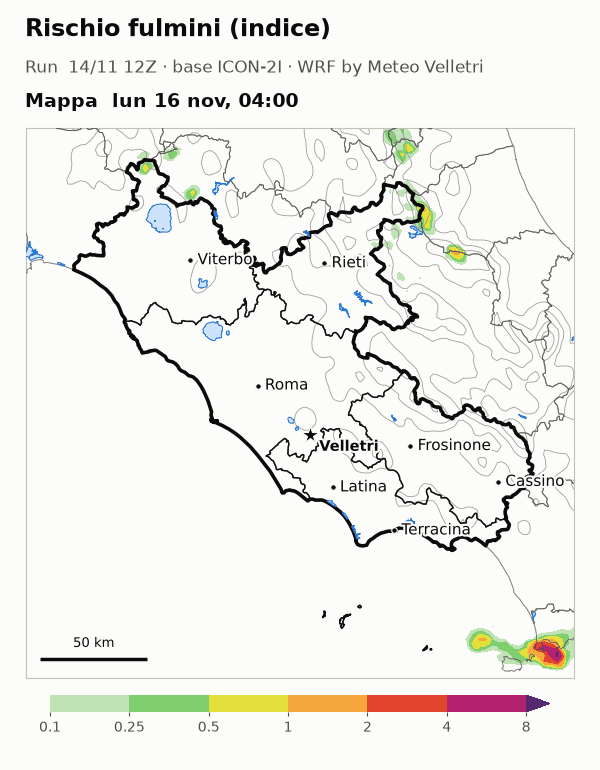 Rischio fulmini (indice)
Run  14/11 12Z · base ICON-2I · WRF by Meteo Velletri
Mappa  lun 16 nov, 04:00
Viterbo
Rieti
Roma
Velletri
Frosinone
Latina
Cassino
Terracina
50 km
0.1 0.25 0.5 1 2 4 8